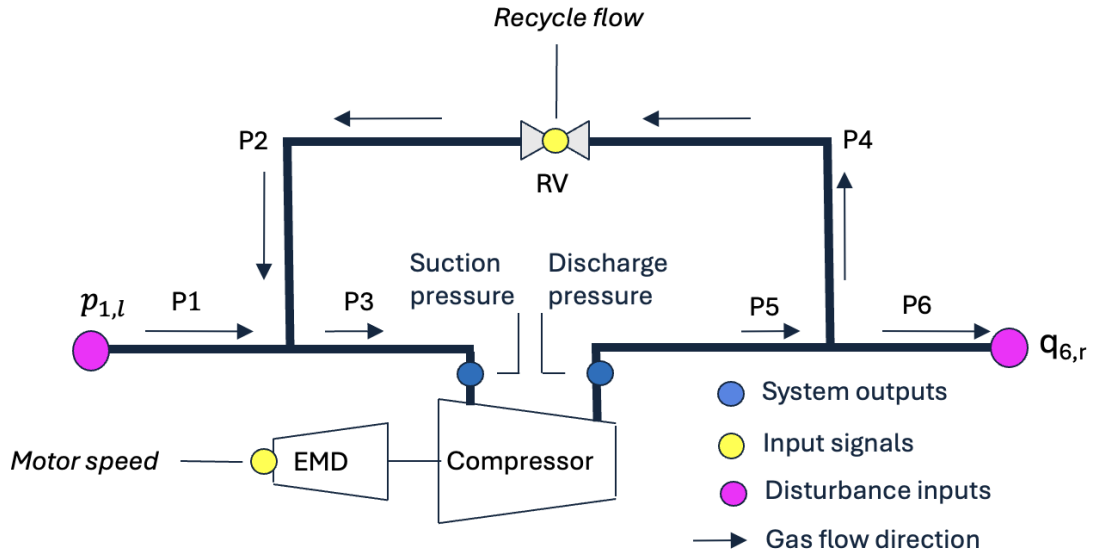 Recycle flow
P2
P4
RV
Suction
pressure
Discharge
pressure
p₁,ₗ
P1
P3
P5
P6
q₆,ᵣ
System outputs
Input signals
Motor speed
EMD
Compressor
Disturbance inputs
Gas flow direction